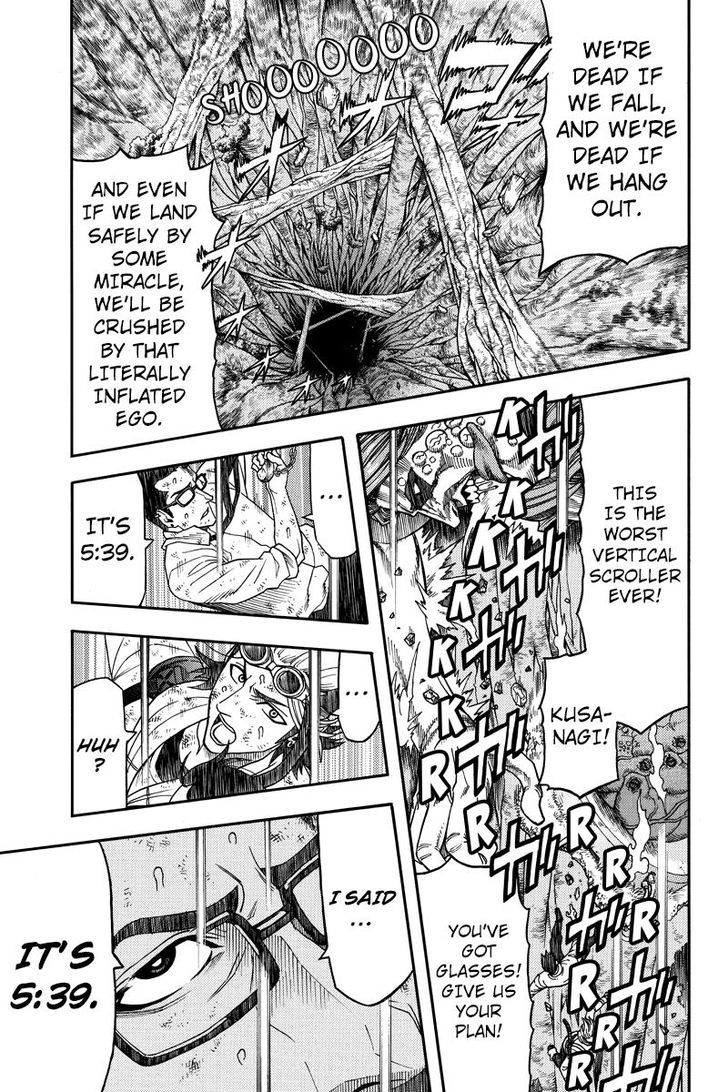 WE'RE
DEAD IF
WE FALL,
AND WE'RE
DEAD IF
WE HANG
OUT.
SHOOOOOOOO
AND EVEN
IF WE LAND
SAFELY BY
SOME
MIRACLE,
WE'LL BE
CRUSHED
BY THAT
LITERALLY
INFLATED
EGO.
THIS
IS THE
WORST
VERTICAL
SCROLLER
EVER!
KUSA-
NAGI!
YOU'VE
GOT
GLASSES!
GIVE US
YOUR
PLAN!
...
IT'S
5:39.
...
HUH
?
I SAID
...
IT'S
5:39.